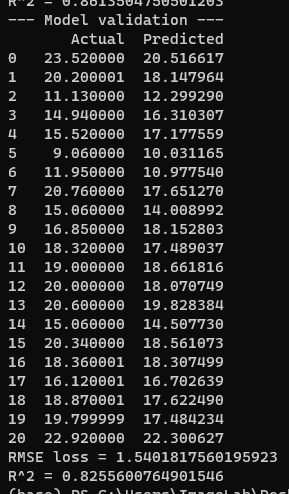 R^2 = 0.8613504750501203
--- Model validation ---
Actual Predicted
0 23.520000 20.516617
1 20.200001 18.147964
2 11.130000 12.299290
3 14.940000 16.310307
4 15.520000 17.177559
5 9.060000 10.031165
6 11.950000 10.977540
7 20.760000 17.651270
8 15.060000 14.008992
9 16.850000 18.152803
10 18.320000 17.489037
11 19.000000 18.661816
12 20.000000 18.070749
13 20.600000 19.828384
14 15.060000 14.507730
15 20.340000 18.561073
16 18.360001 18.307499
17 16.120001 16.702639
18 18.870001 17.622490
19 19.799999 17.484234
20 22.920000 22.300627
RMSE loss = 1.5401817560195923
R^2 = 0.8255600764901546
(base) PS C:\Users\ImageLab\Des